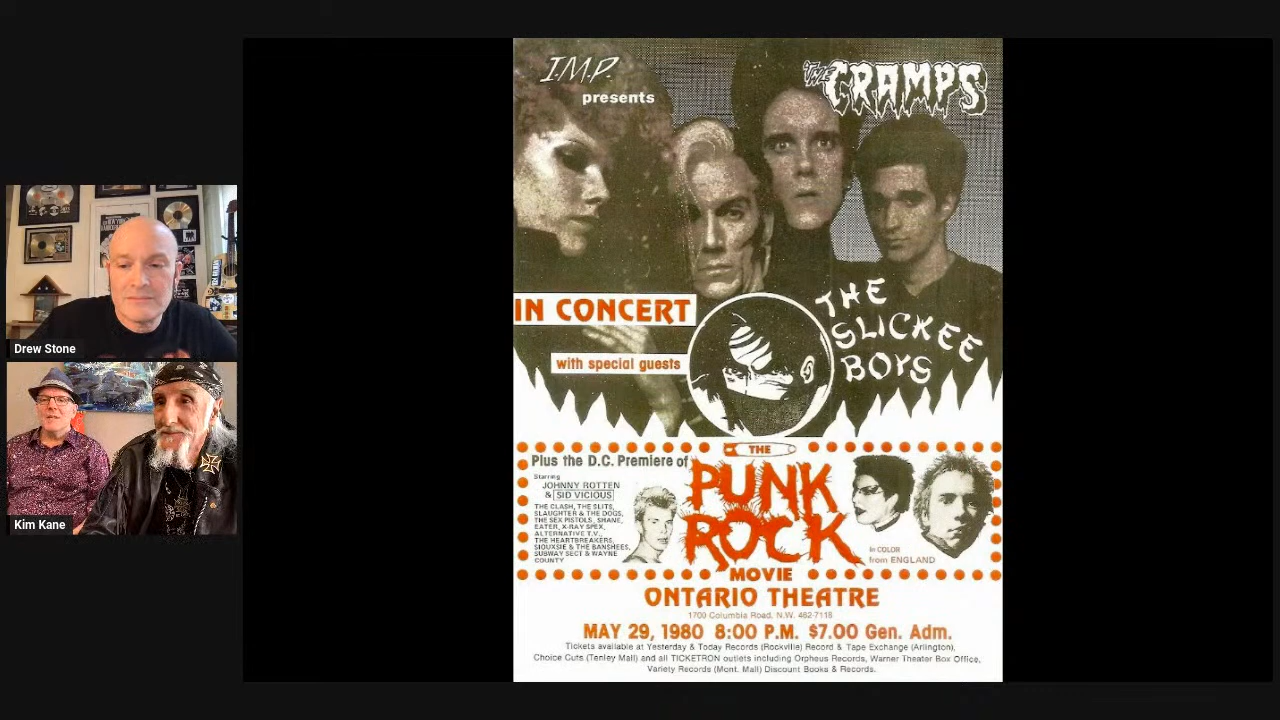 I.M.P.
presents
THE CRAMPS
IN CONCERT
with special guests
THE
SLICKEE
BOYS
Plus the D.C. Premiere of
THE
PUNK
ROCK
MOVIE
Starring
JOHNNY ROTTEN
& SID VICIOUS
THE CLASH, THE SLITS,
SLAUGHTER & THE DOGS,
THE SEX PISTOLS, SHANE,
EATER, X-RAY SPEX,
ALTERNATIVE T.V.,
THE HEARTBREAKERS,
SIOUXSIE & THE BANSHEES,
SUBWAY SECT & WAYNE
COUNTY
in COLOR
from ENGLAND
ONTARIO THEATRE
1700 Columbia Road, N.W. 462-7118
MAY 29, 1980 8:00 P.M. $7.00 Gen. Adm.
Tickets available at Yesterday & Today Records (Rockville) Record & Tape Exchange (Arlington),
Choice Cuts (Tenley Mall) and all TICKETRON outlets including Orpheus Records, Warner Theater Box Office,
Variety Records (Mont. Mall) Discount Books & Records.
Drew Stone
Kim Kane